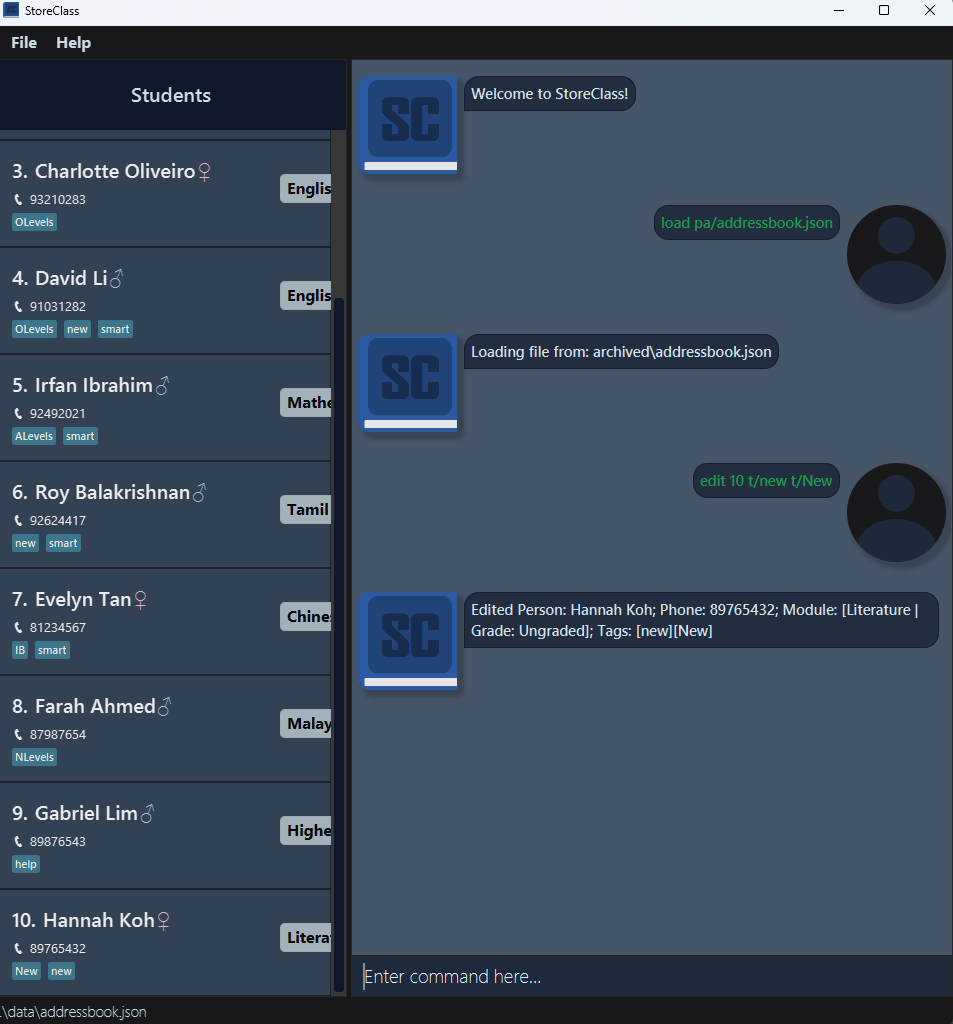 StoreClass
File Help
Students
3. Charlotte Oliveiro♀
93210283
Englis
OLevels
4. David Li♂
91031282
Englis
OLevels new smart
5. Irfan Ibrahim♂
92492021
Mathe
ALevels smart
6. Roy Balakrishnan♂
92624417
Tamil
new smart
7. Evelyn Tan♀
81234567
Chine
IB smart
8. Farah Ahmed♂
87987654
Malay
NLevels
9. Gabriel Lim♂
89876543
Highe
help
10. Hannah Koh♀
89765432
Litera
New new
SC
Welcome to StoreClass!
load pa/addressbook.json
SC
Loading file from: archived\addressbook.json
edit 10 t/new t/New
SC
Edited Person: Hannah Koh; Phone: 89765432; Module: [Literature |
Grade: Ungraded]; Tags: [new][New]
Enter command here...
.\data\addressbook.json